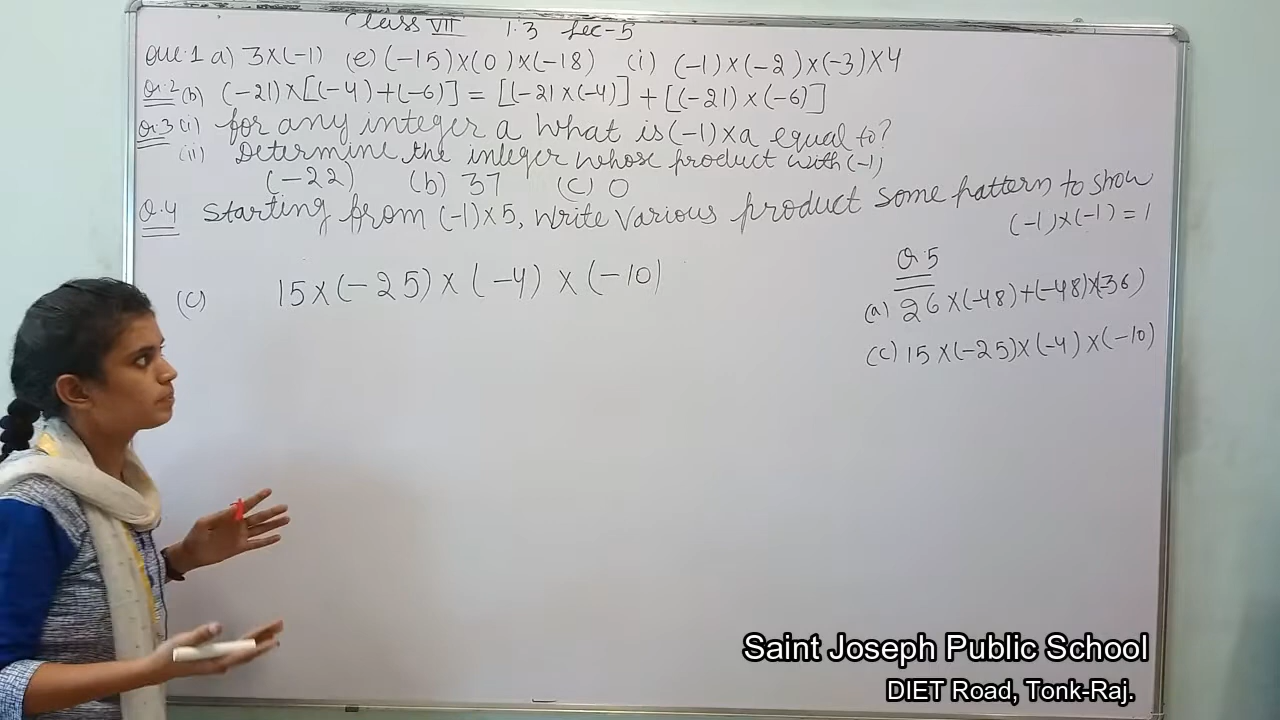 Class VII 1.3 Lec-5
Que.1 a) 3×(-1) (e) (-15)×(0)×(-18) (i) (-1)×(-2)×(-3)×4
Q.2 (b) (-21)×[(-4)+(-6)] = [(-21×(-4)] + [(-21)×(-6)]
Q.3 (i) for any integer a what is (-1)×a equal to?
(ii) Determine the integer whose product with (-1)
(-22) (b) 37 (C) 0
Q.4 Starting from (-1)×5, write various product some pattern to show
(-1)×(-1) = 1
(C) 15×(-25)×(-4)×(-10)
Q.5
(a) 26×(-48)+(-48)×(-36)
(C) 15×(-25)×(-4)×(-10)
Saint Joseph Public School
DIET Road, Tonk-Raj.